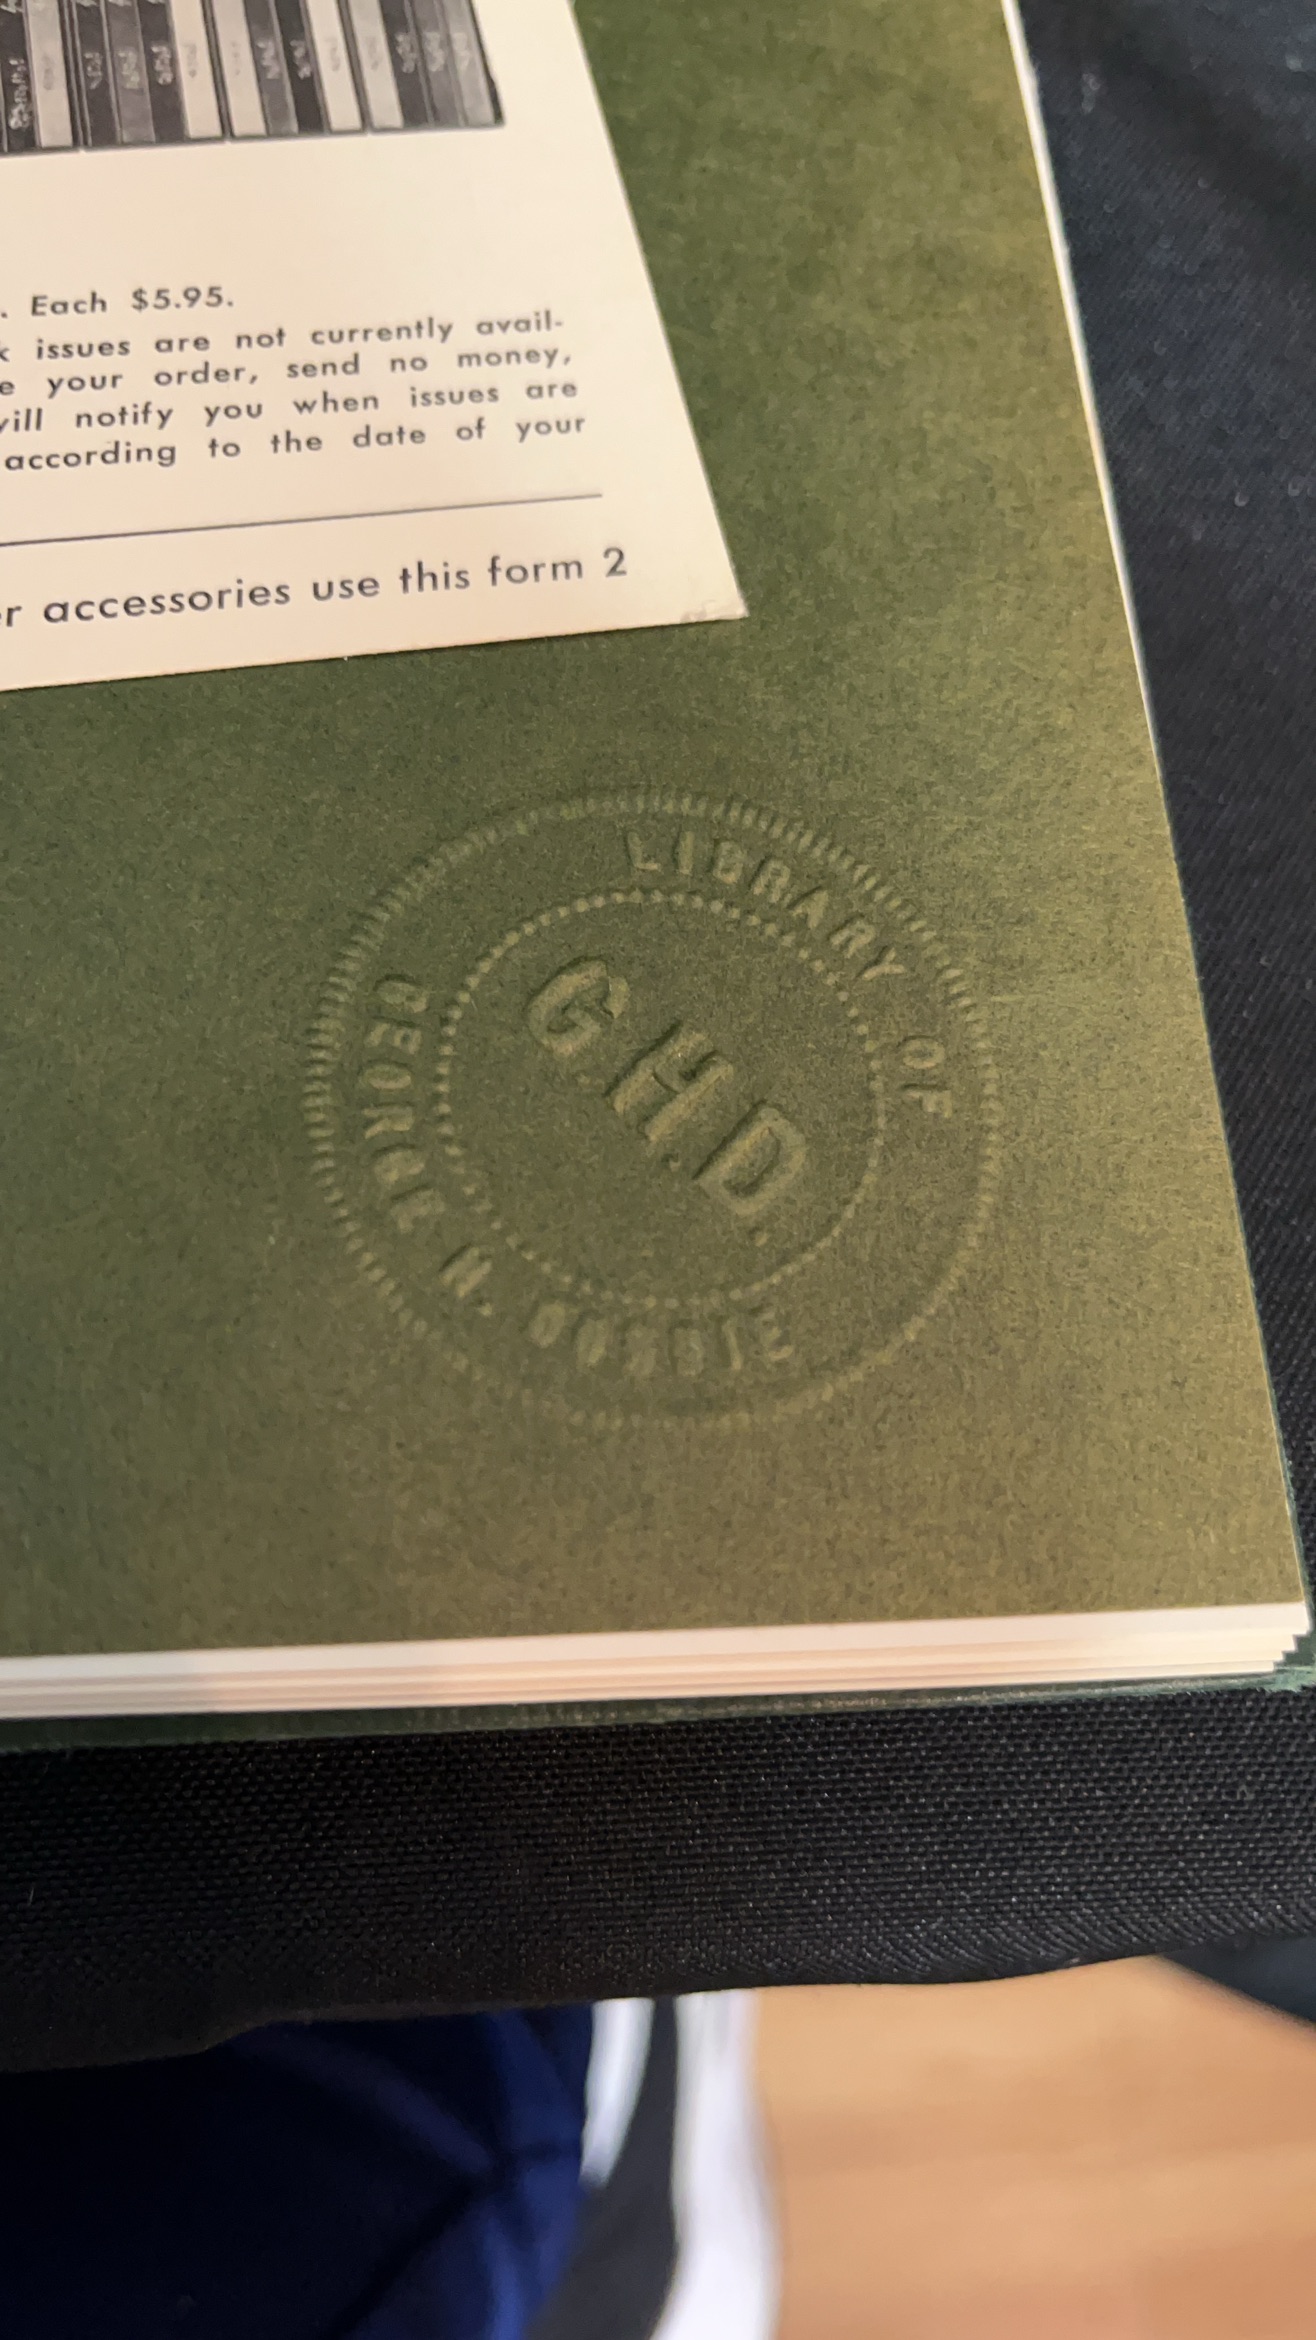 . Each $5.95.
issues are not currently avail-
e your order, send no money,
will notify you when issues are
according to the date of your
er accessories use this form 2
LIBRARY OF
G.H.D.
GEORGE H.